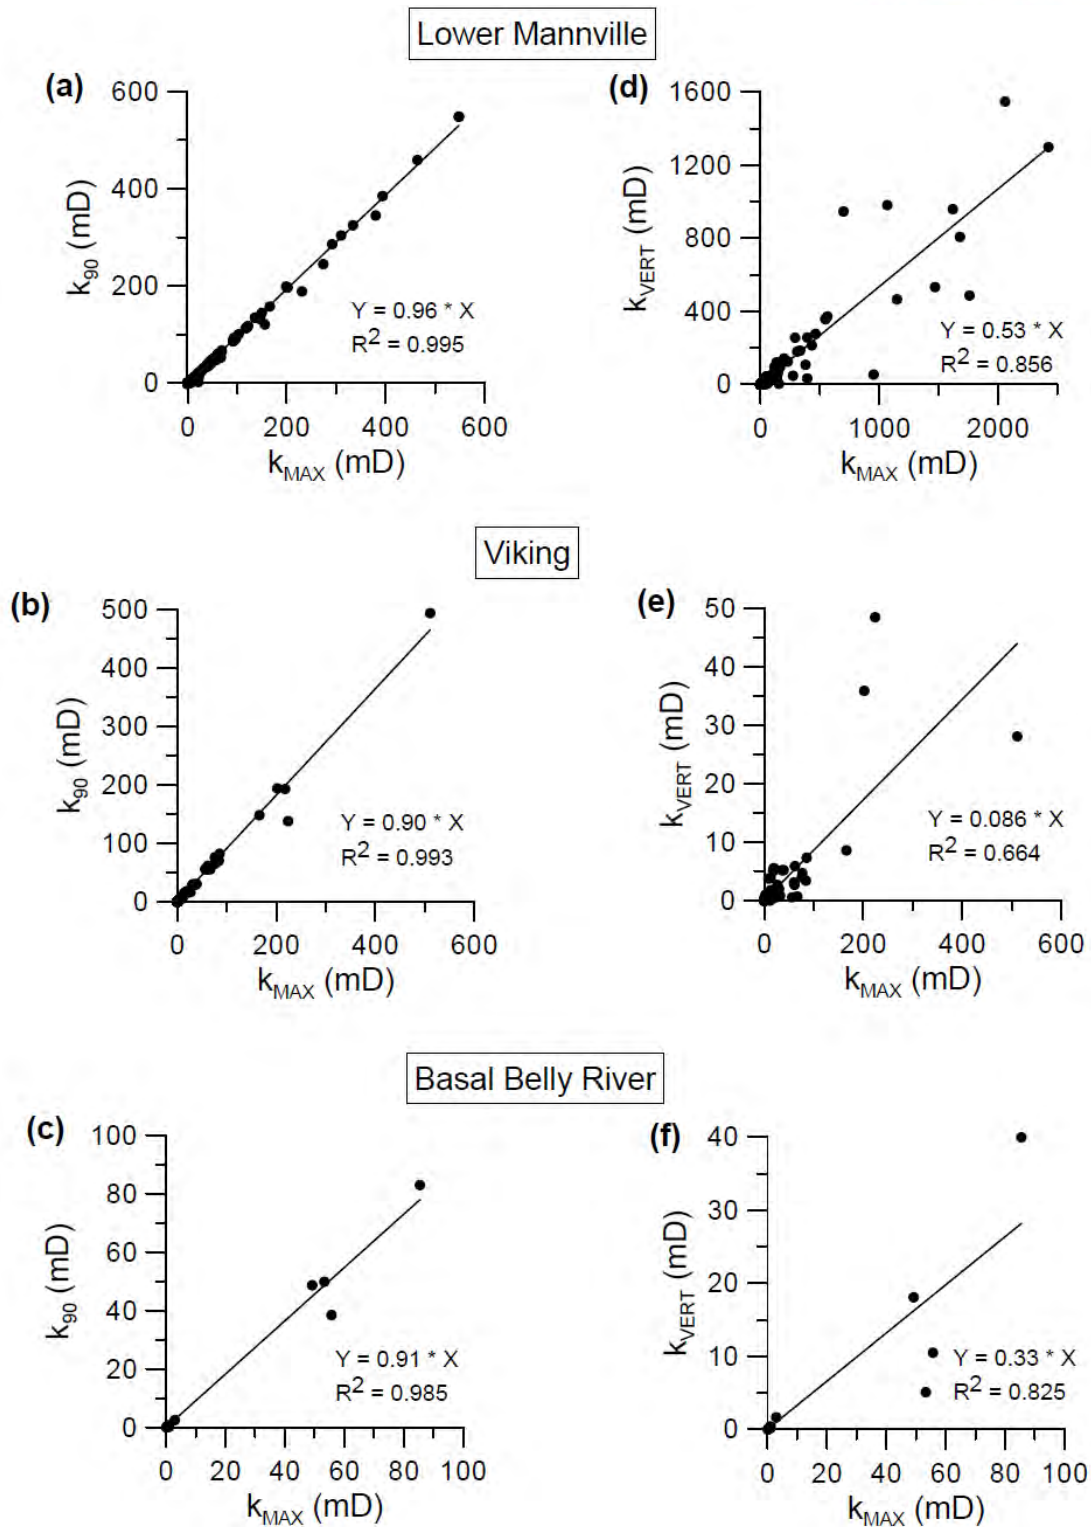 Lower Mannville
(a)
600
400
200
0
k90 (mD)
0 200 400 600
kMAX (mD)
Y = 0.96 * X
R2 = 0.995
(d)
1600
1200
800
400
0
kVERT (mD)
0 1000 2000
kMAX (mD)
Y = 0.53 * X
R2 = 0.856
Viking
(b)
500
400
300
200
100
0
k90 (mD)
0 200 400 600
kMAX (mD)
Y = 0.90 * X
R2 = 0.993
(e)
50
40
30
20
10
0
kVERT (mD)
0 200 400 600
kMAX (mD)
Y = 0.086 * X
R2 = 0.664
Basal Belly River
(c)
100
80
60
40
20
0
k90 (mD)
0 20 40 60 80 100
kMAX (mD)
Y = 0.91 * X
R2 = 0.985
(f)
40
30
20
10
0
kVERT (mD)
0 20 40 60 80 100
kMAX (mD)
Y = 0.33 * X
R2 = 0.825